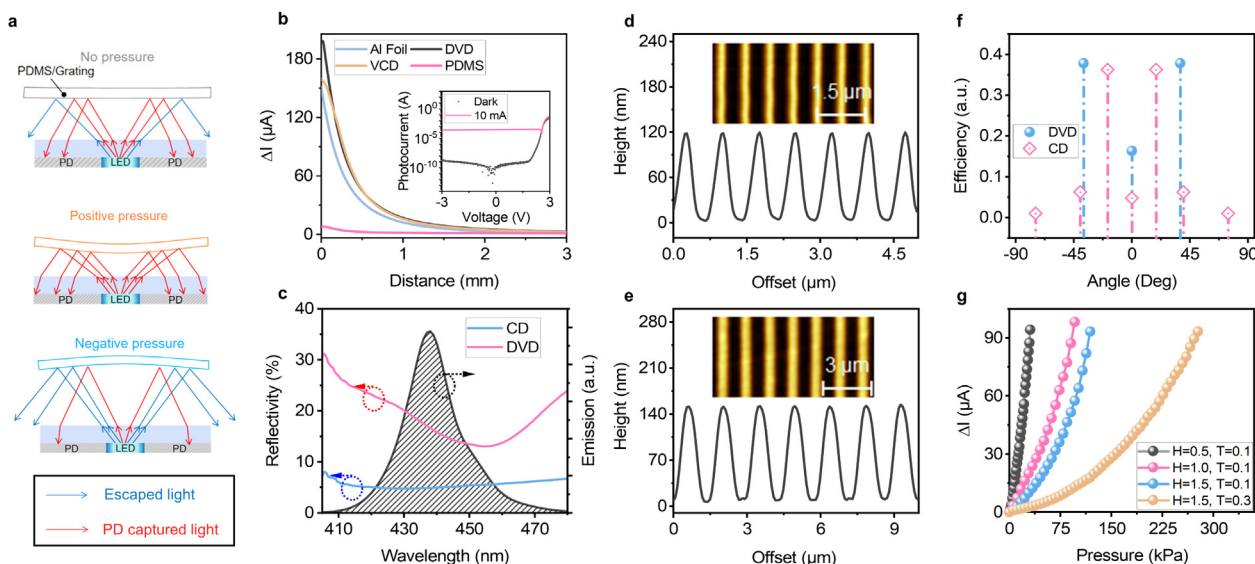 a
No pressure
PDMS/Grating
PD
LED
PD
Positive pressure
PD
LED
PD
Negative pressure
PD
LED
PD
Escaped light
PD captured light
b
ΔI (μA)
180
120
60
0
Al Foil
DVD
VCD
PDMS
Photocurrent (A)
10^0
10^-5
10^-10
Dark
10 mA
-3
0
3
Voltage (V)
0
1
2
3
Distance (mm)
c
Reflectivity (%)
40
35
30
25
20
15
10
5
0
CD
DVD
Emission (a.u.)
410
430
450
470
Wavelength (nm)
d
Height (nm)
240
180
120
60
0
1.5 μm
0.0
1.5
3.0
4.5
Offset (μm)
e
Height (nm)
280
210
140
70
0
3 μm
0
3
6
9
Offset (μm)
f
Efficiency (a.u.)
0.4
0.3
0.1
0.0
DVD
CD
-90
-45
0
45
90
Angle (Deg)
g
ΔI (μA)
90
60
30
0
H=0.5, T=0.1
H=1.0, T=0.1
H=1.5, T=0.1
H=1.5, T=0.3
0
75
150
225
300
Pressure (kPa)